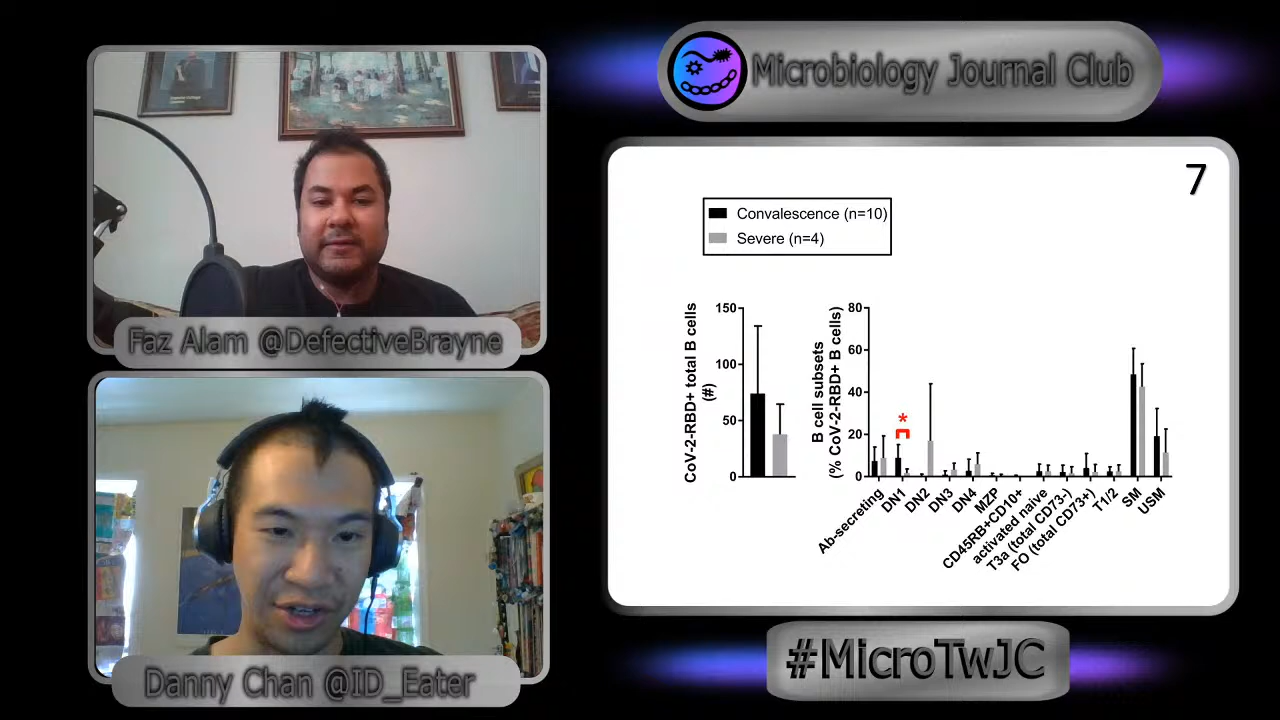 Microbiology Journal Club
7
Convalescence (n=10)
Severe (n=4)
CoV-2-RBD+ total B cells
(#)
150
100
50
0
B cell subsets
(% CoV-2-RBD+ B cells)
80
60
40
20
0
*
Ab-secreting
DN1
DN2
DN3
DN4
MZP
CD45RB+CD10+
activated naive
T3a (total CD73-)
FO (total CD73+)
T1/2
SM
USM
Faz Alam @DefectiveBrayne
Danny Chan @ID_Eater
#MicroTwJC